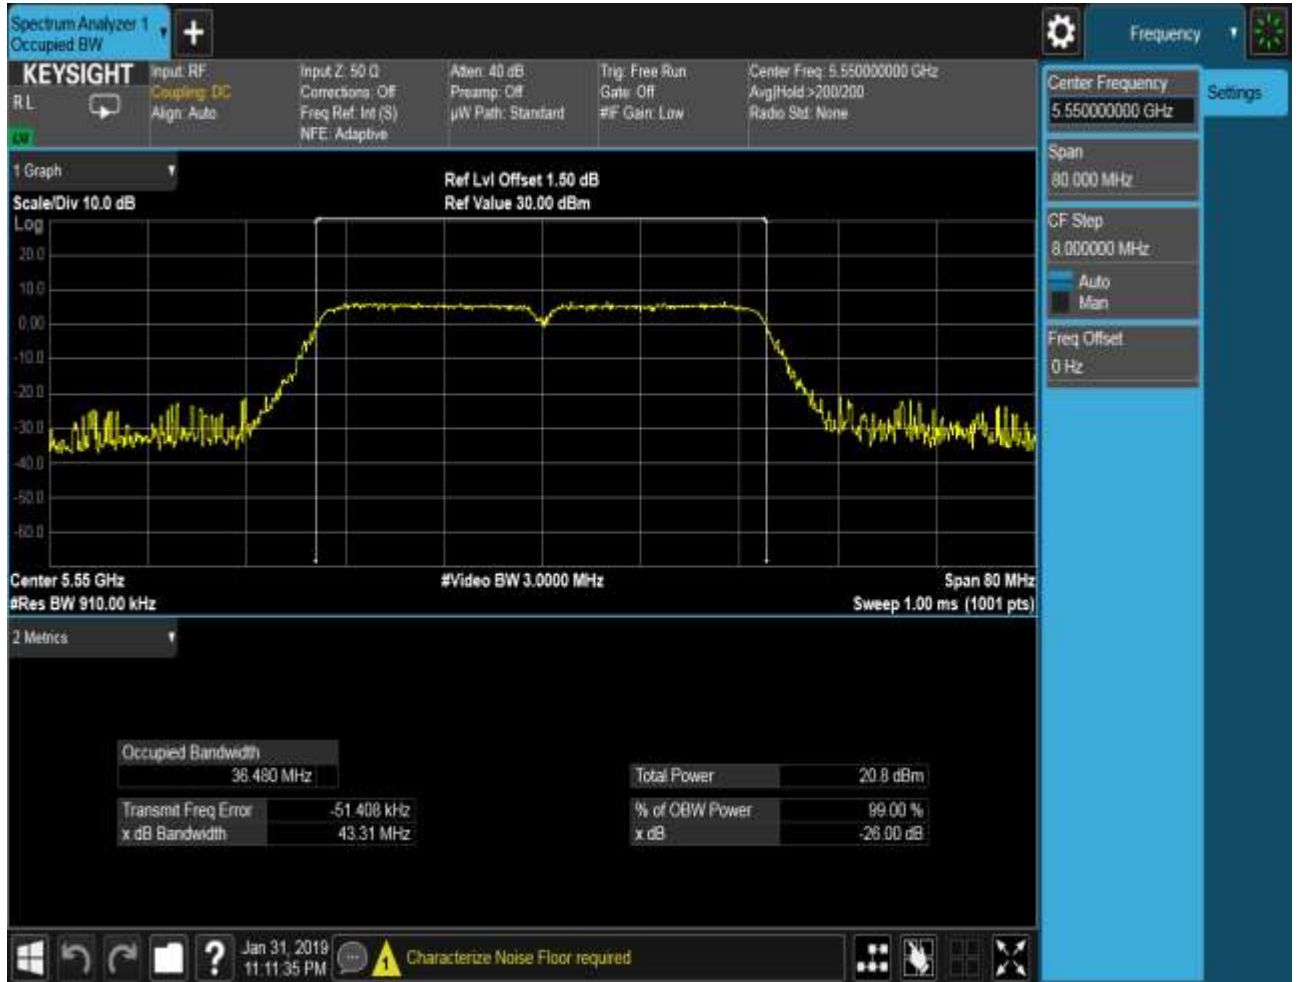 Spectrum Analyzer 1
Occupied BW
+
Frequency
KEYSIGHT
RL
Input: RF
Coupling: DC
Align: Auto
Input Z: 50 Ω
Corrections: Off
Freq Ref: Int (S)
NFE: Adaptive
Atten: 40 dB
Preamp: Off
µW Path: Standard
Trig: Free Run
Gate: Off
#IF Gain: Low
Center Freq: 5.550000000 GHz
Avg|Hold:>200/200
Radio Std: None
Center Frequency
5.550000000 GHz
Settings
Span
80.000 MHz
CF Step
8.000000 MHz
Auto
Man
Freq Offset
0 Hz
1 Graph
Scale/Div 10.0 dB
Ref Lvl Offset 1.50 dB
Ref Value 30.00 dBm
Log
20.0
10.0
0.00
-10.0
-20.0
-30.0
-40.0
-50.0
-60.0
Center 5.55 GHz
#Video BW 3.0000 MHz
Span 80 MHz
#Res BW 910.00 kHz
Sweep 1.00 ms (1001 pts)
2 Metrics
Occupied Bandwidth
36.480 MHz
Total Power 20.8 dBm
Transmit Freq Error -51.408 kHz
% of OBW Power 99.00 %
x dB Bandwidth 43.31 MHz
x dB -26.00 dB
?
Jan 31, 2019
11:11:35 PM
1
Characterize Noise Floor required